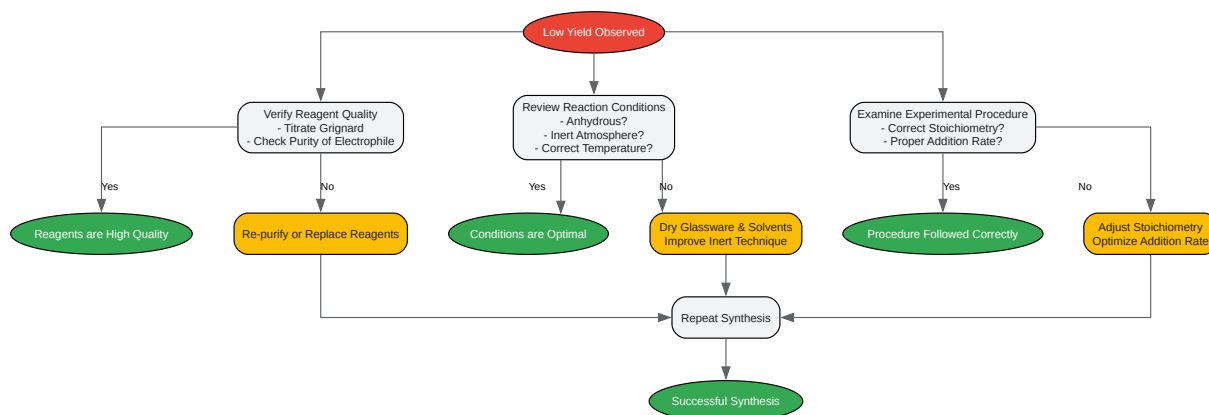 Low Yield Observed
Verify Reagent Quality
- Titrate Grignard
- Check Purity of Electrophile
Review Reaction Conditions
- Anhydrous?
- Inert Atmosphere?
- Correct Temperature?
Examine Experimental Procedure
- Correct Stoichiometry?
- Proper Addition Rate?
Yes
No
Yes
No
Yes
No
Reagents are High Quality
Re-purify or Replace Reagents
Conditions are Optimal
Dry Glassware & Solvents
Improve Inert Technique
Procedure Followed Correctly
Adjust Stoichiometry
Optimize Addition Rate
Repeat Synthesis
Successful Synthesis